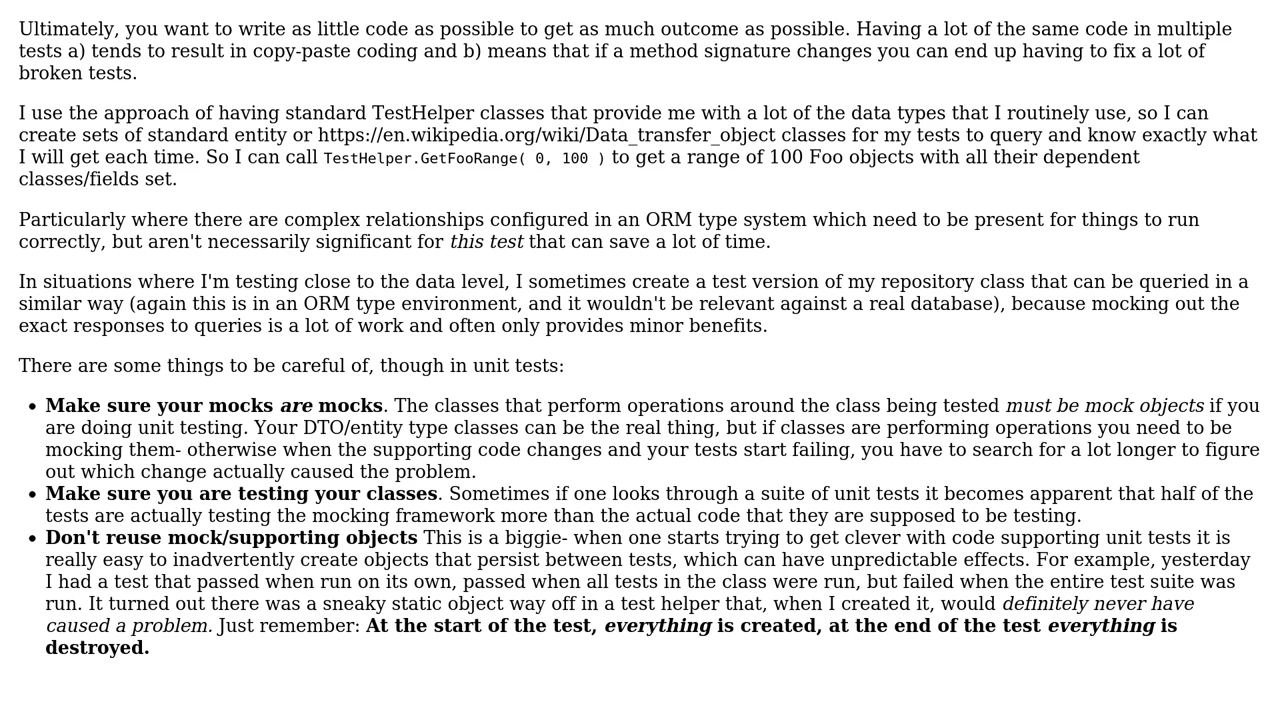 Ultimately, you want to write as little code as possible to get as much outcome as possible. Having a lot of the same code in multiple
tests a) tends to result in copy-paste coding and b) means that if a method signature changes you can end up having to fix a lot of
broken tests.
I use the approach of having standard TestHelper classes that provide me with a lot of the data types that I routinely use, so I can
create sets of standard entity or https://en.wikipedia.org/wiki/Data_transfer_object classes for my tests to query and know exactly what
I will get each time. So I can call TestHelper.GetFooRange( 0, 100 ) to get a range of 100 Foo objects with all their dependent
classes/fields set.
Particularly where there are complex relationships configured in an ORM type system which need to be present for things to run
correctly, but aren't necessarily significant for this test that can save a lot of time.
In situations where I'm testing close to the data level, I sometimes create a test version of my repository class that can be queried in a
similar way (again this is in an ORM type environment, and it wouldn't be relevant against a real database), because mocking out the
exact responses to queries is a lot of work and often only provides minor benefits.
There are some things to be careful of, though in unit tests:
• Make sure your mocks are mocks. The classes that perform operations around the class being tested must be mock objects if you
are doing unit testing. Your DTO/entity type classes can be the real thing, but if classes are performing operations you need to be
mocking them- otherwise when the supporting code changes and your tests start failing, you have to search for a lot longer to figure
out which change actually caused the problem.
• Make sure you are testing your classes. Sometimes if one looks through a suite of unit tests it becomes apparent that half of the
tests are actually testing the mocking framework more than the actual code that they are supposed to be testing.
• Don't reuse mock/supporting objects This is a biggie- when one starts trying to get clever with code supporting unit tests it is
really easy to inadvertently create objects that persist between tests, which can have unpredictable effects. For example, yesterday
I had a test that passed when run on its own, passed when all tests in the class were run, but failed when the entire test suite was
run. It turned out there was a sneaky static object way off in a test helper that, when I created it, would definitely never have
caused a problem. Just remember: At the start of the test, everything is created, at the end of the test everything is
destroyed.